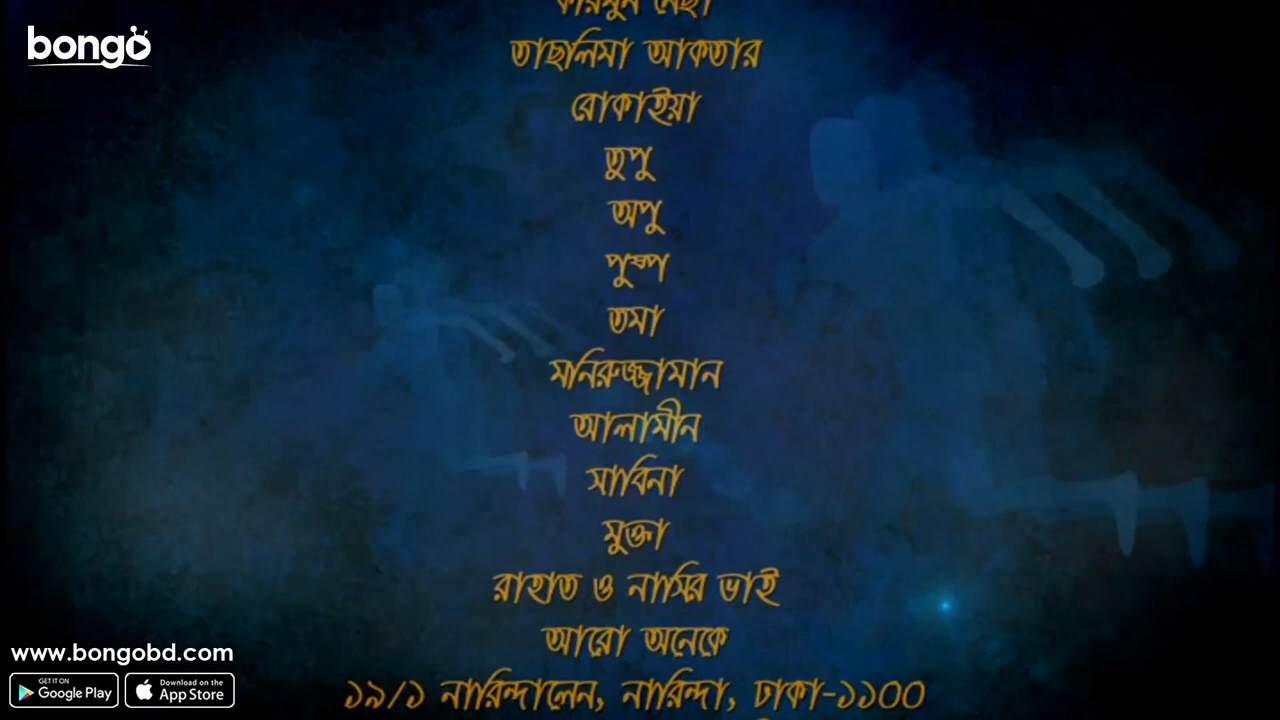 bongo
তাছলিমা আকতার
রোকাইয়া
তুপু
অপু
পুষ্প
তমা
মনিরুজ্জামান
আলামীন
সাবিনা
মুক্তা
রাহাত ও নাসির ভাই
আরো অনেকে
১৯/১ নারিন্দালেন, নারিন্দা, ঢাকা-১১০০
www.bongobd.com
GET IT ON
Google Play
Download on the
App Store